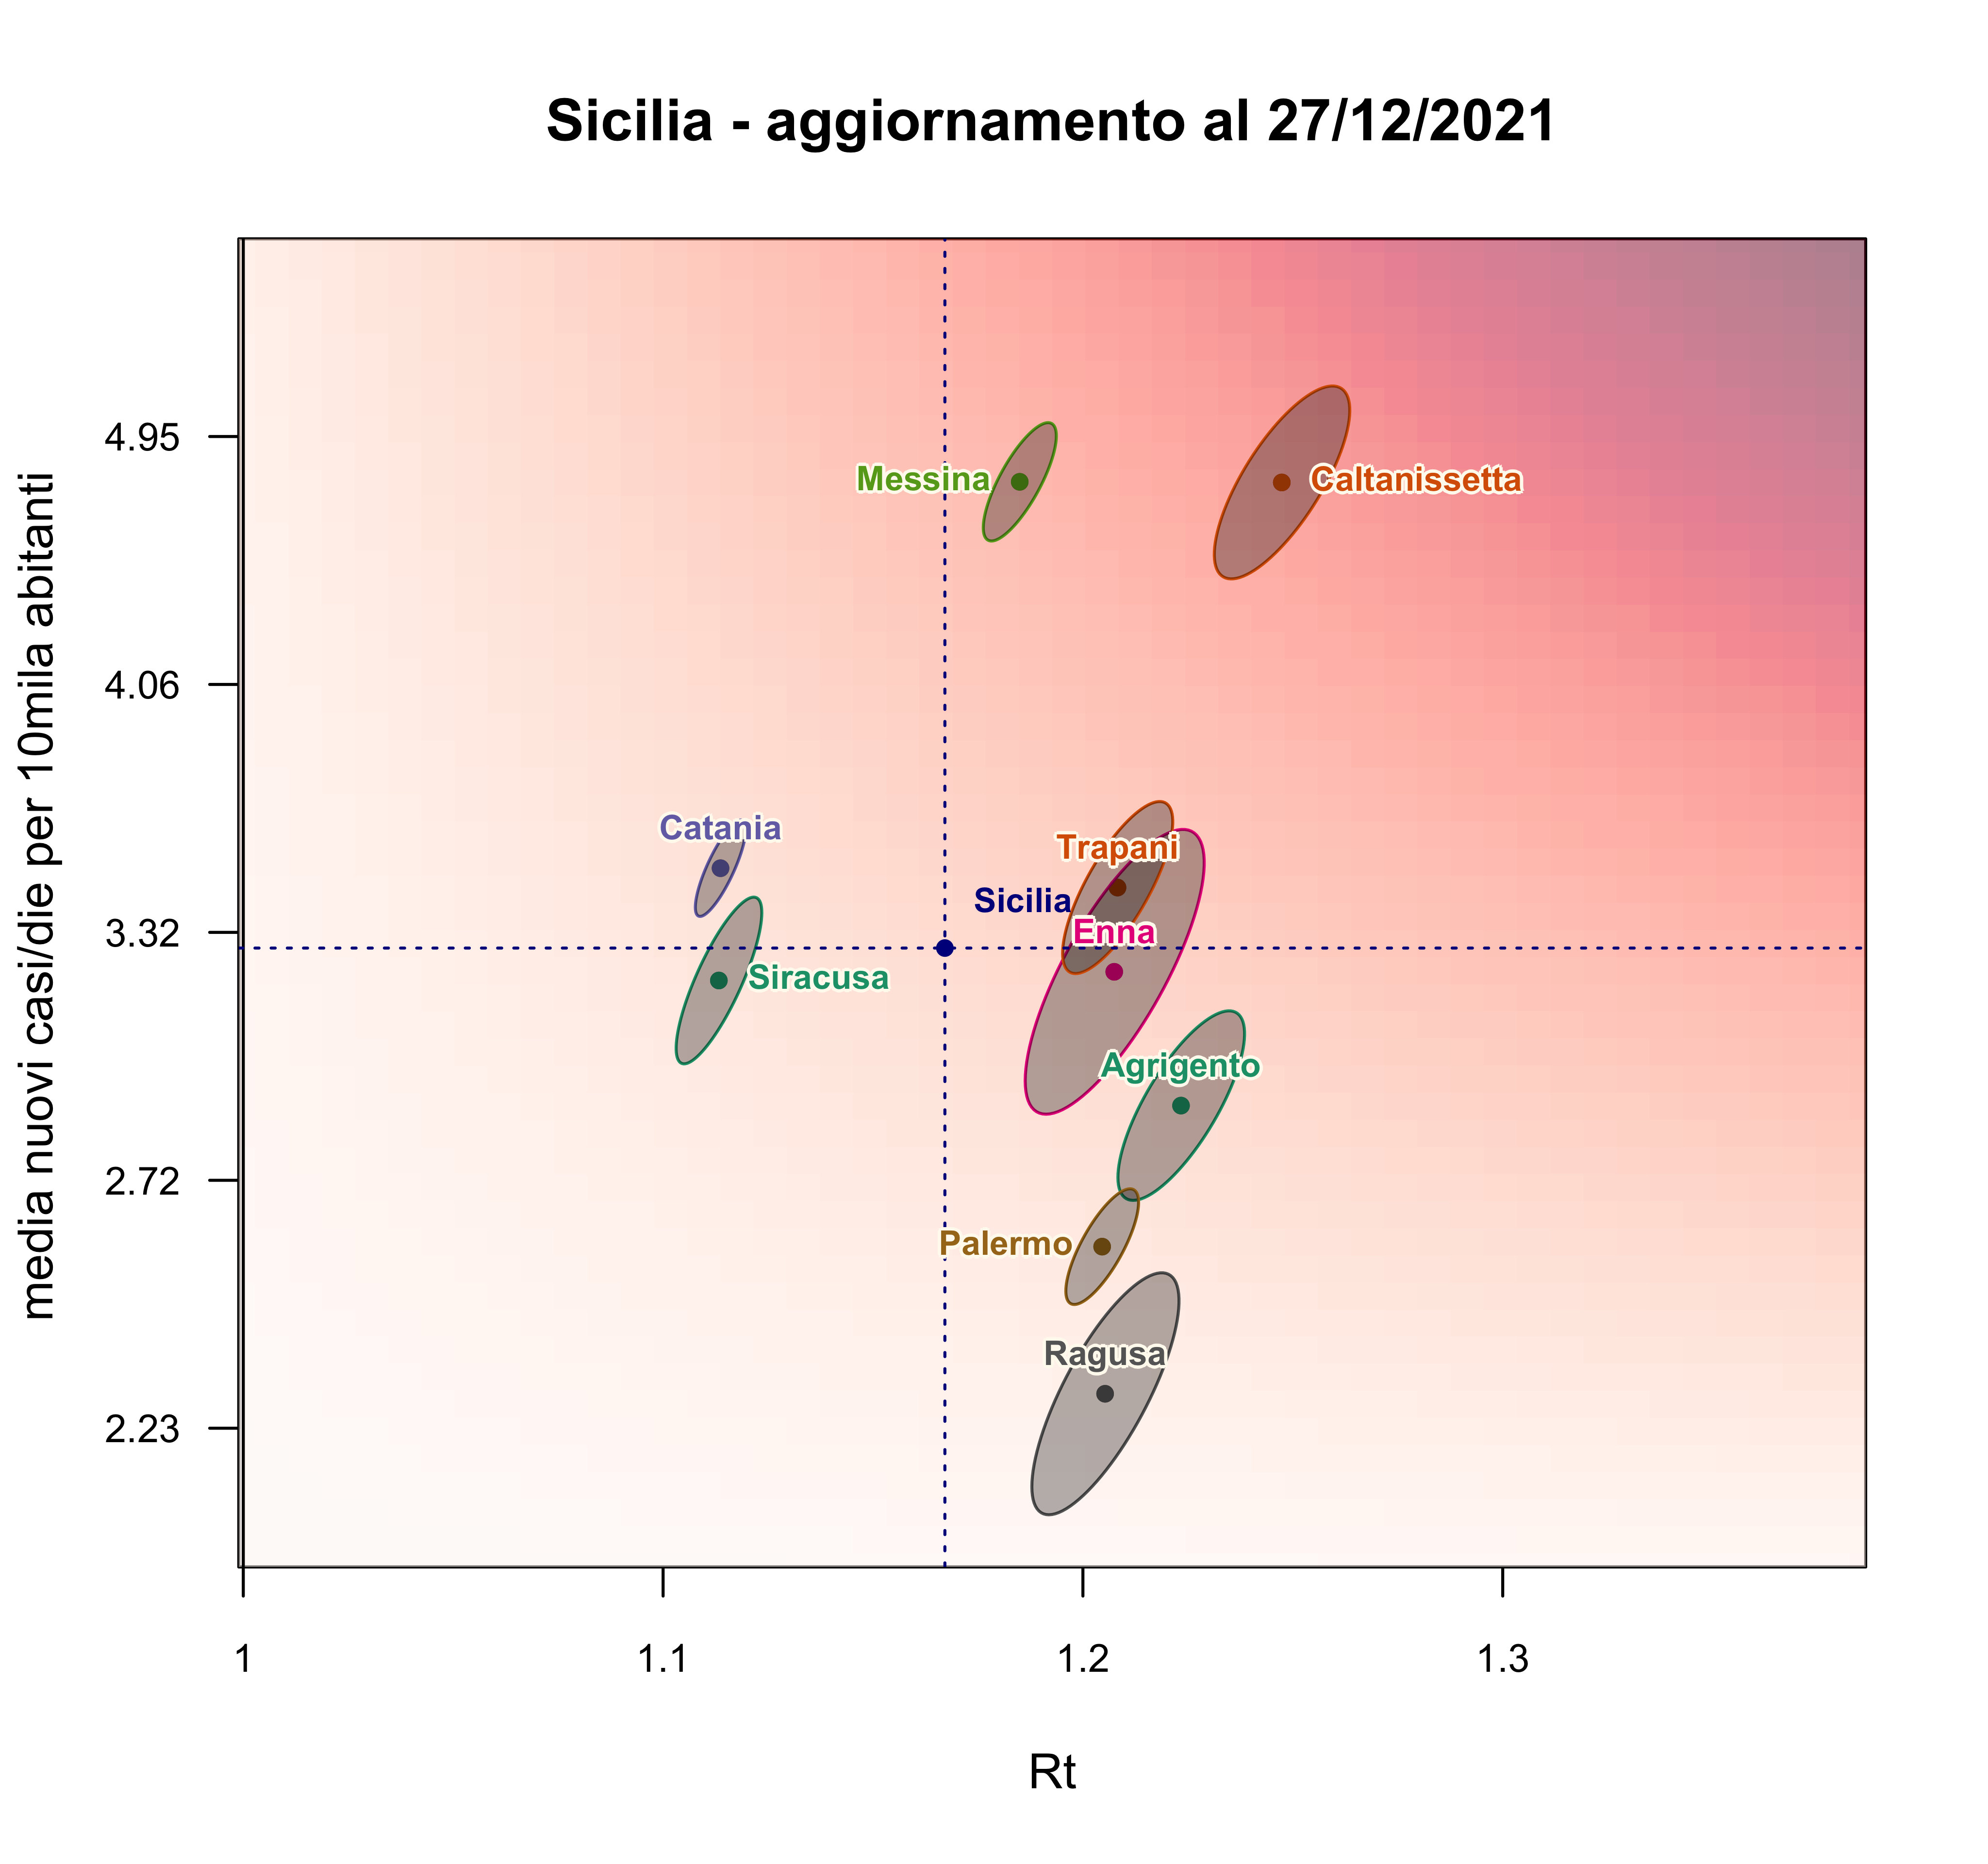 Sicilia - aggiornamento al 27/12/2021
media nuovi casi/die per 10mila abitanti
4.95
4.06
3.32
2.72
2.23
Messina
Caltanissetta
Catania
Trapani
Sicilia
Enna
Siracusa
Agrigento
Palermo
Ragusa
1
1.1
1.2
1.3
Rt